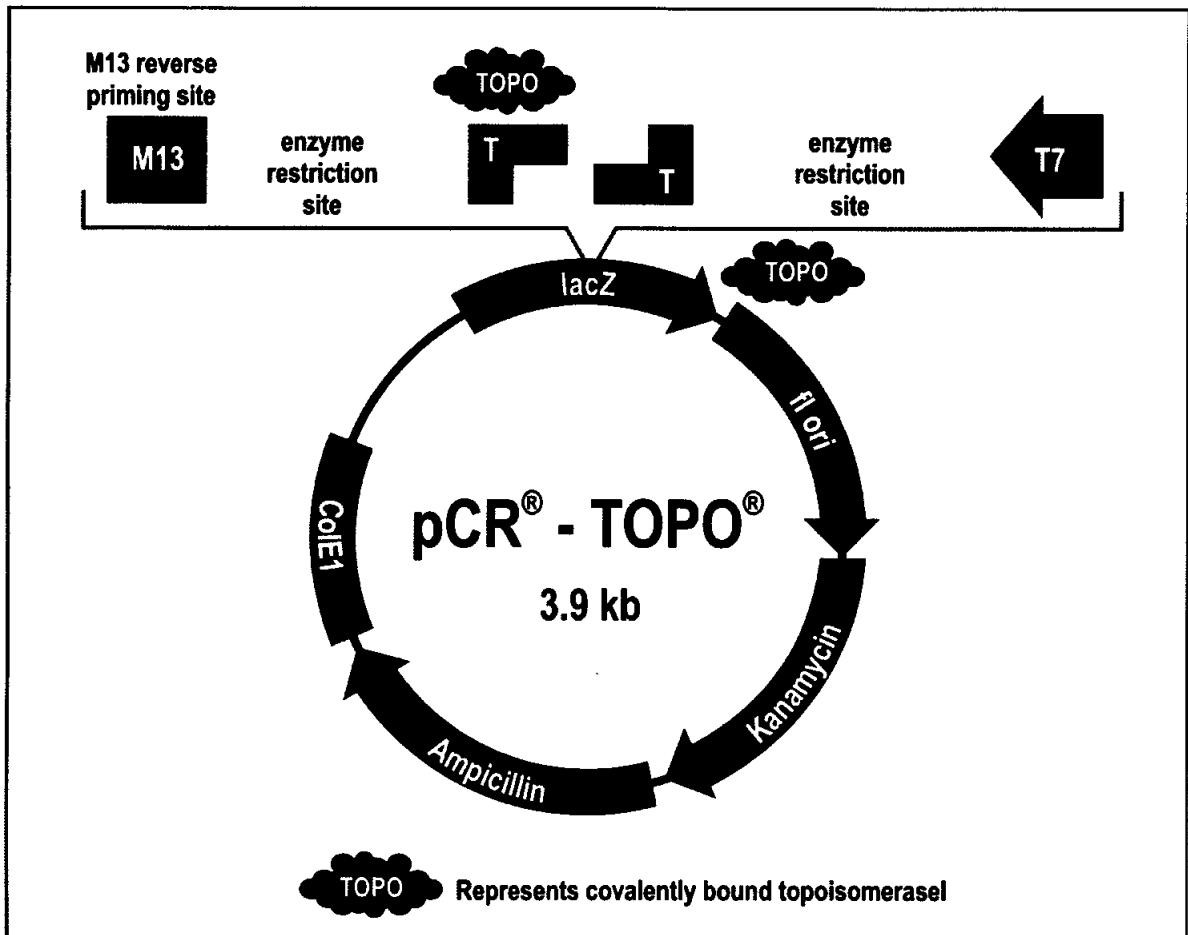 M13 reverse
priming site
TOPO
M13
enzyme
restriction
site
T
T
enzyme
restriction
site
T7
lacZ
TOPO
fl ori
ColE1
pCR® - TOPO®
3.9 kb
Kanamycin
Ampicillin
TOPO Represents covalently bound topoisomeraseI